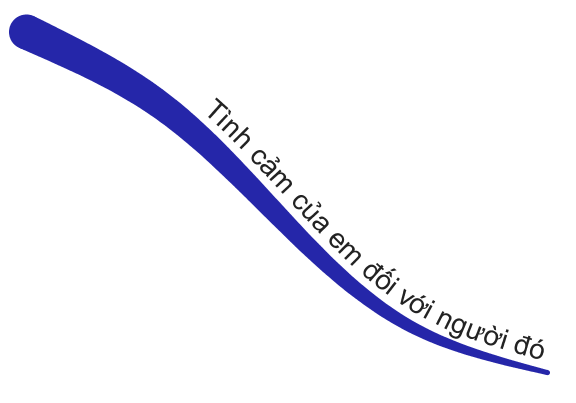 Tình cảm của em đối với người đó